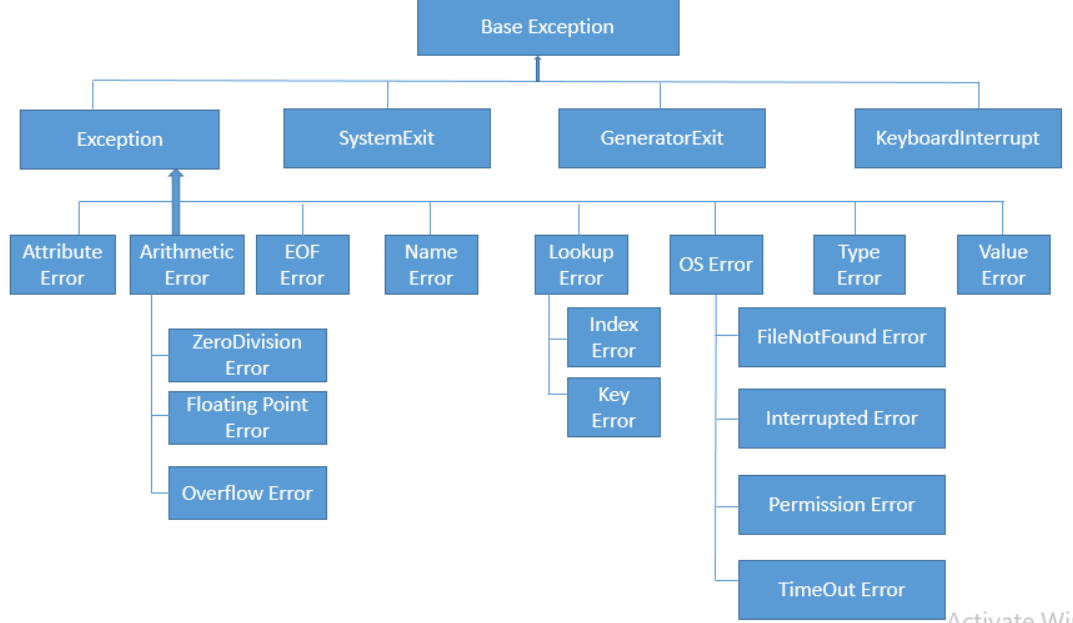 Base Exception
Exception
SystemExit
GeneratorExit
KeyboardInterrupt
Attribute
Error
Arithmetic
Error
EOF
Error
Name
Error
Lookup
Error
OS Error
Type
Error
Value
Error
ZeroDivision
Error
Floating Point
Error
Overflow Error
Index
Error
Key
Error
FileNotFound Error
Interrupted Error
Permission Error
TimeOut Error
Activate